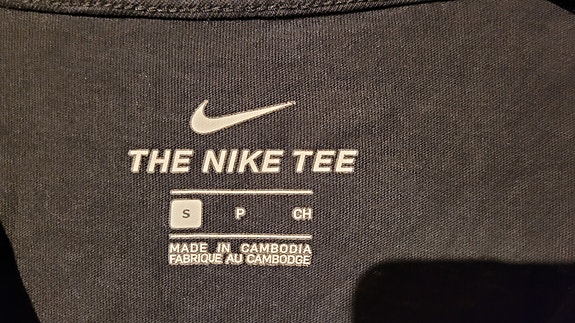 THE NIKE TEE
S P CH
MADE IN CAMBODIA
FABRIQUE AU CAMBODGE